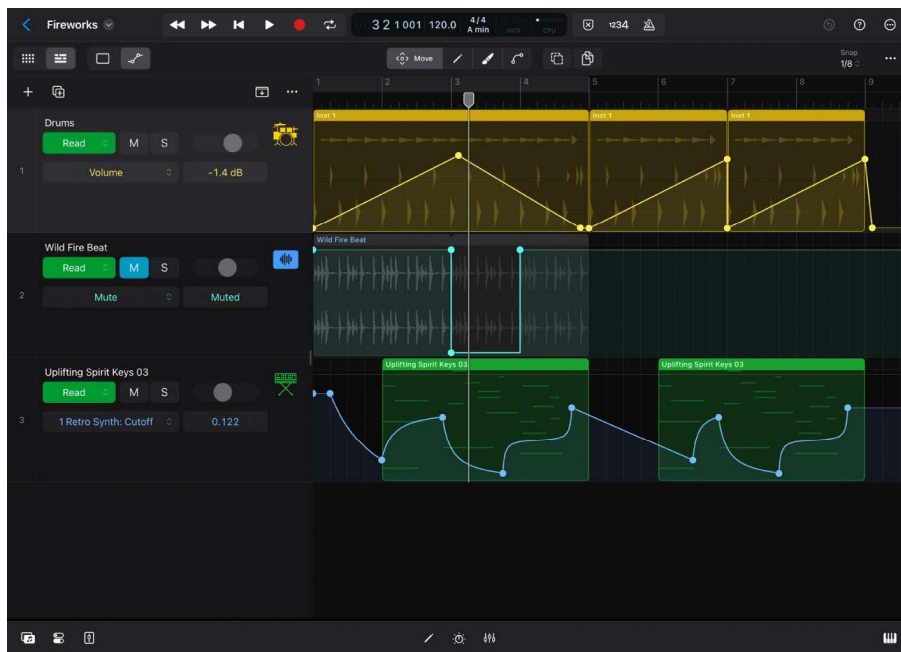 Fireworks
3 2 1 001 120.0 4/4
A min MIDI CPU
1234
Move
Snap
1/8
1 2 3 4 5 6 7 8 9
Drums
Read M S
1
Volume -1.4 dB
Inst 1 Inst 1 Inst 1
Wild Fire Beat
Read M S
2
Mute Muted
Wild Fire Beat
Uplifting Spirit Keys 03
Read M S
3
1 Retro Synth: Cutoff 0.122
Uplifting Spirit Keys 03 Uplifting Spirit Keys 03